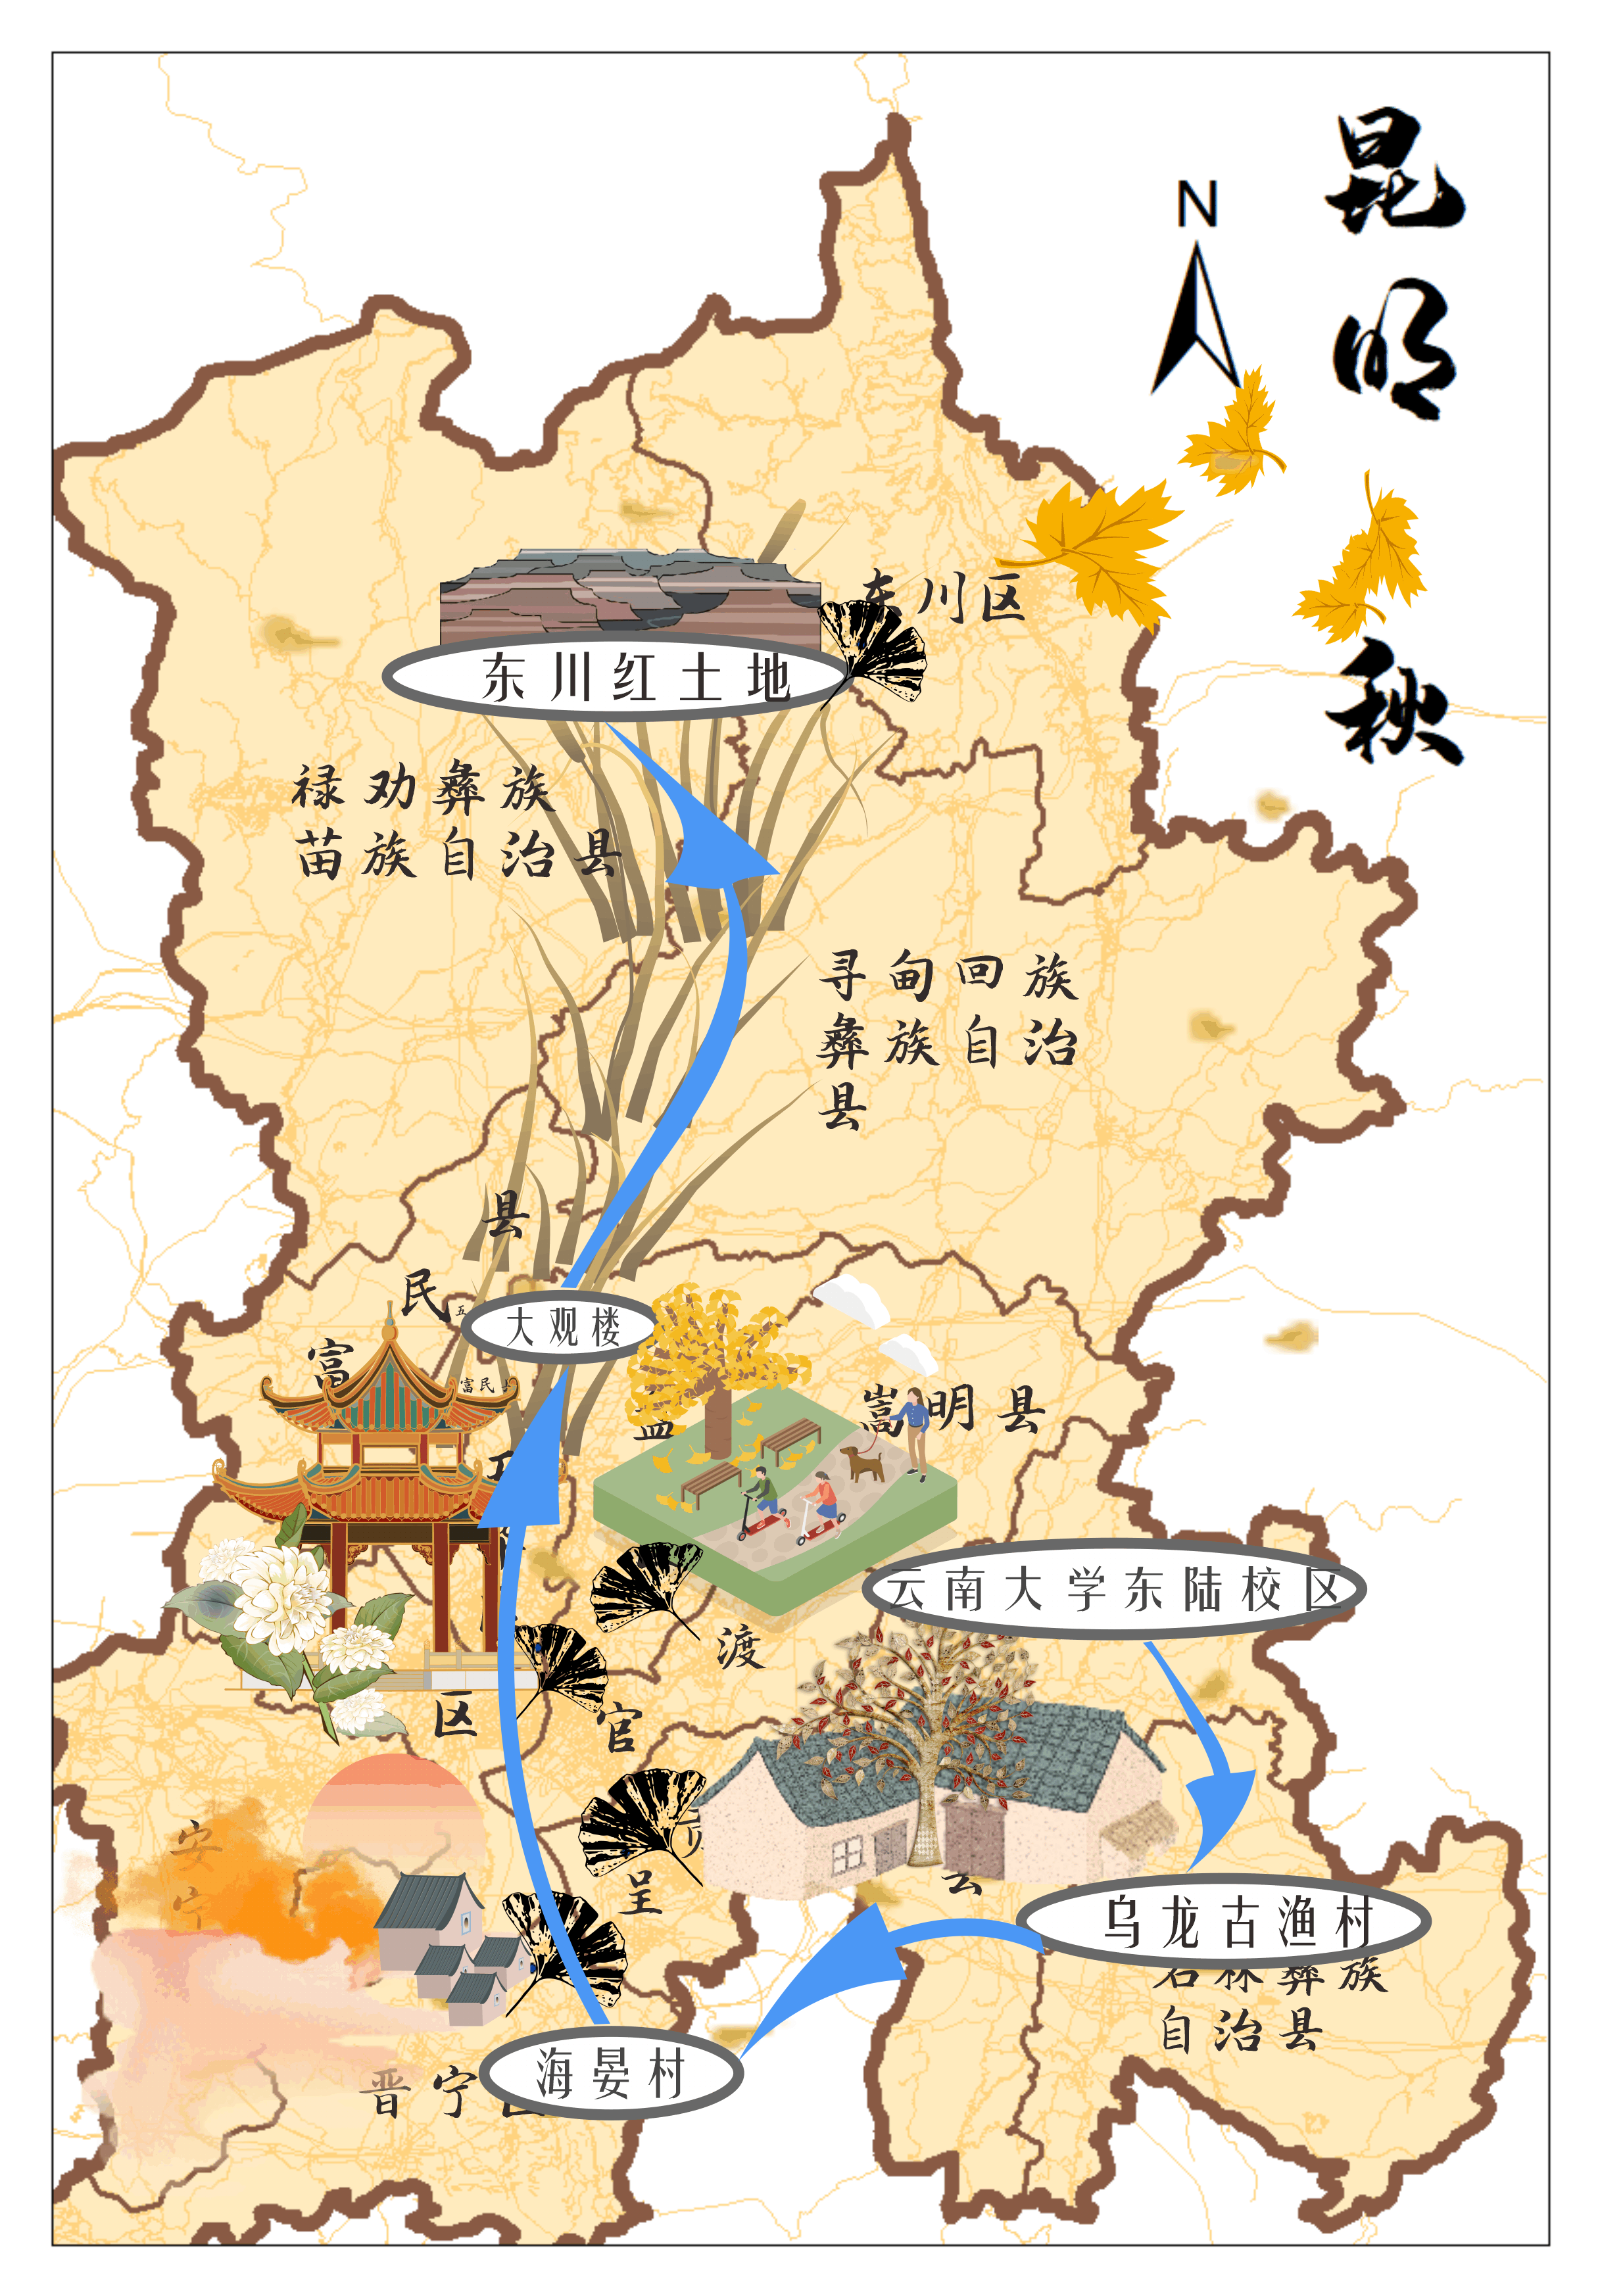 昆明秋
N
东川区
东川红土地
禄劝彝族
苗族自治县
寻甸回族
彝族自治
县
富民县
大观楼
富民县
嵩明县
云南大学东陆校区
官渡
区
呈
安宁
乌龙古渔村
石林彝族
自治县
海晏村
晋宁区